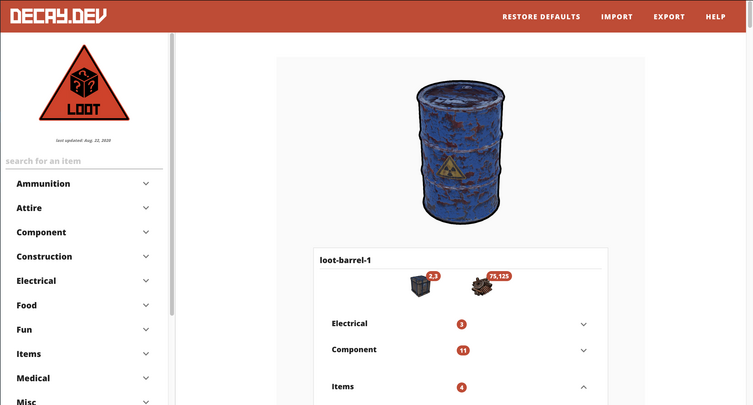 DECAY.DEV
RESTORE DEFAULTS IMPORT EXPORT HELP
LOOT
last updated: Aug, 22, 2020
search for an item
Ammunition
Attire
Component
Construction
Electrical
Food
Fun
Items
Medical
Misc
loot-barrel-1
2,3 75,125
Electrical 3
Component 11
Items 4